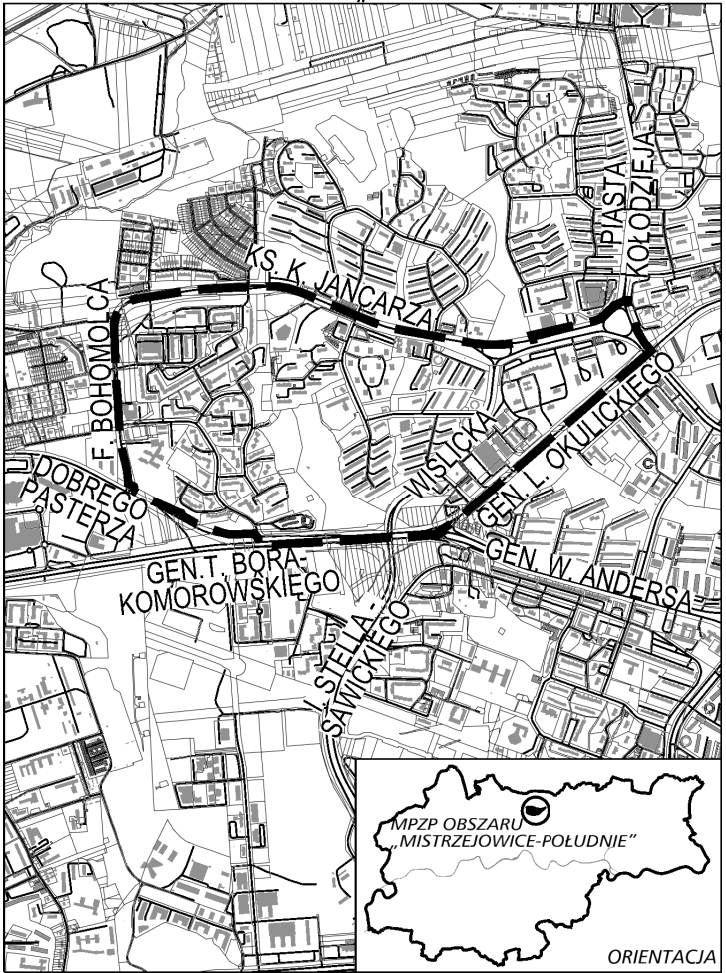 PIASTA
KOŁODZIEJA
KS. K. JANCARZA
F. BOHOMOLCA
WIŚLICKA
GEN. L. OKULICKIEGO
DOBREGO
PASTERZA
GEN. W. ANDERSA
GEN.T. BORA-
KOMOROWSKIEGO
I. STELLA -
SAWICKIEGO
MPZP OBSZARU
„MISTRZEJOWICE-POŁUDNIE”
ORIENTACJA